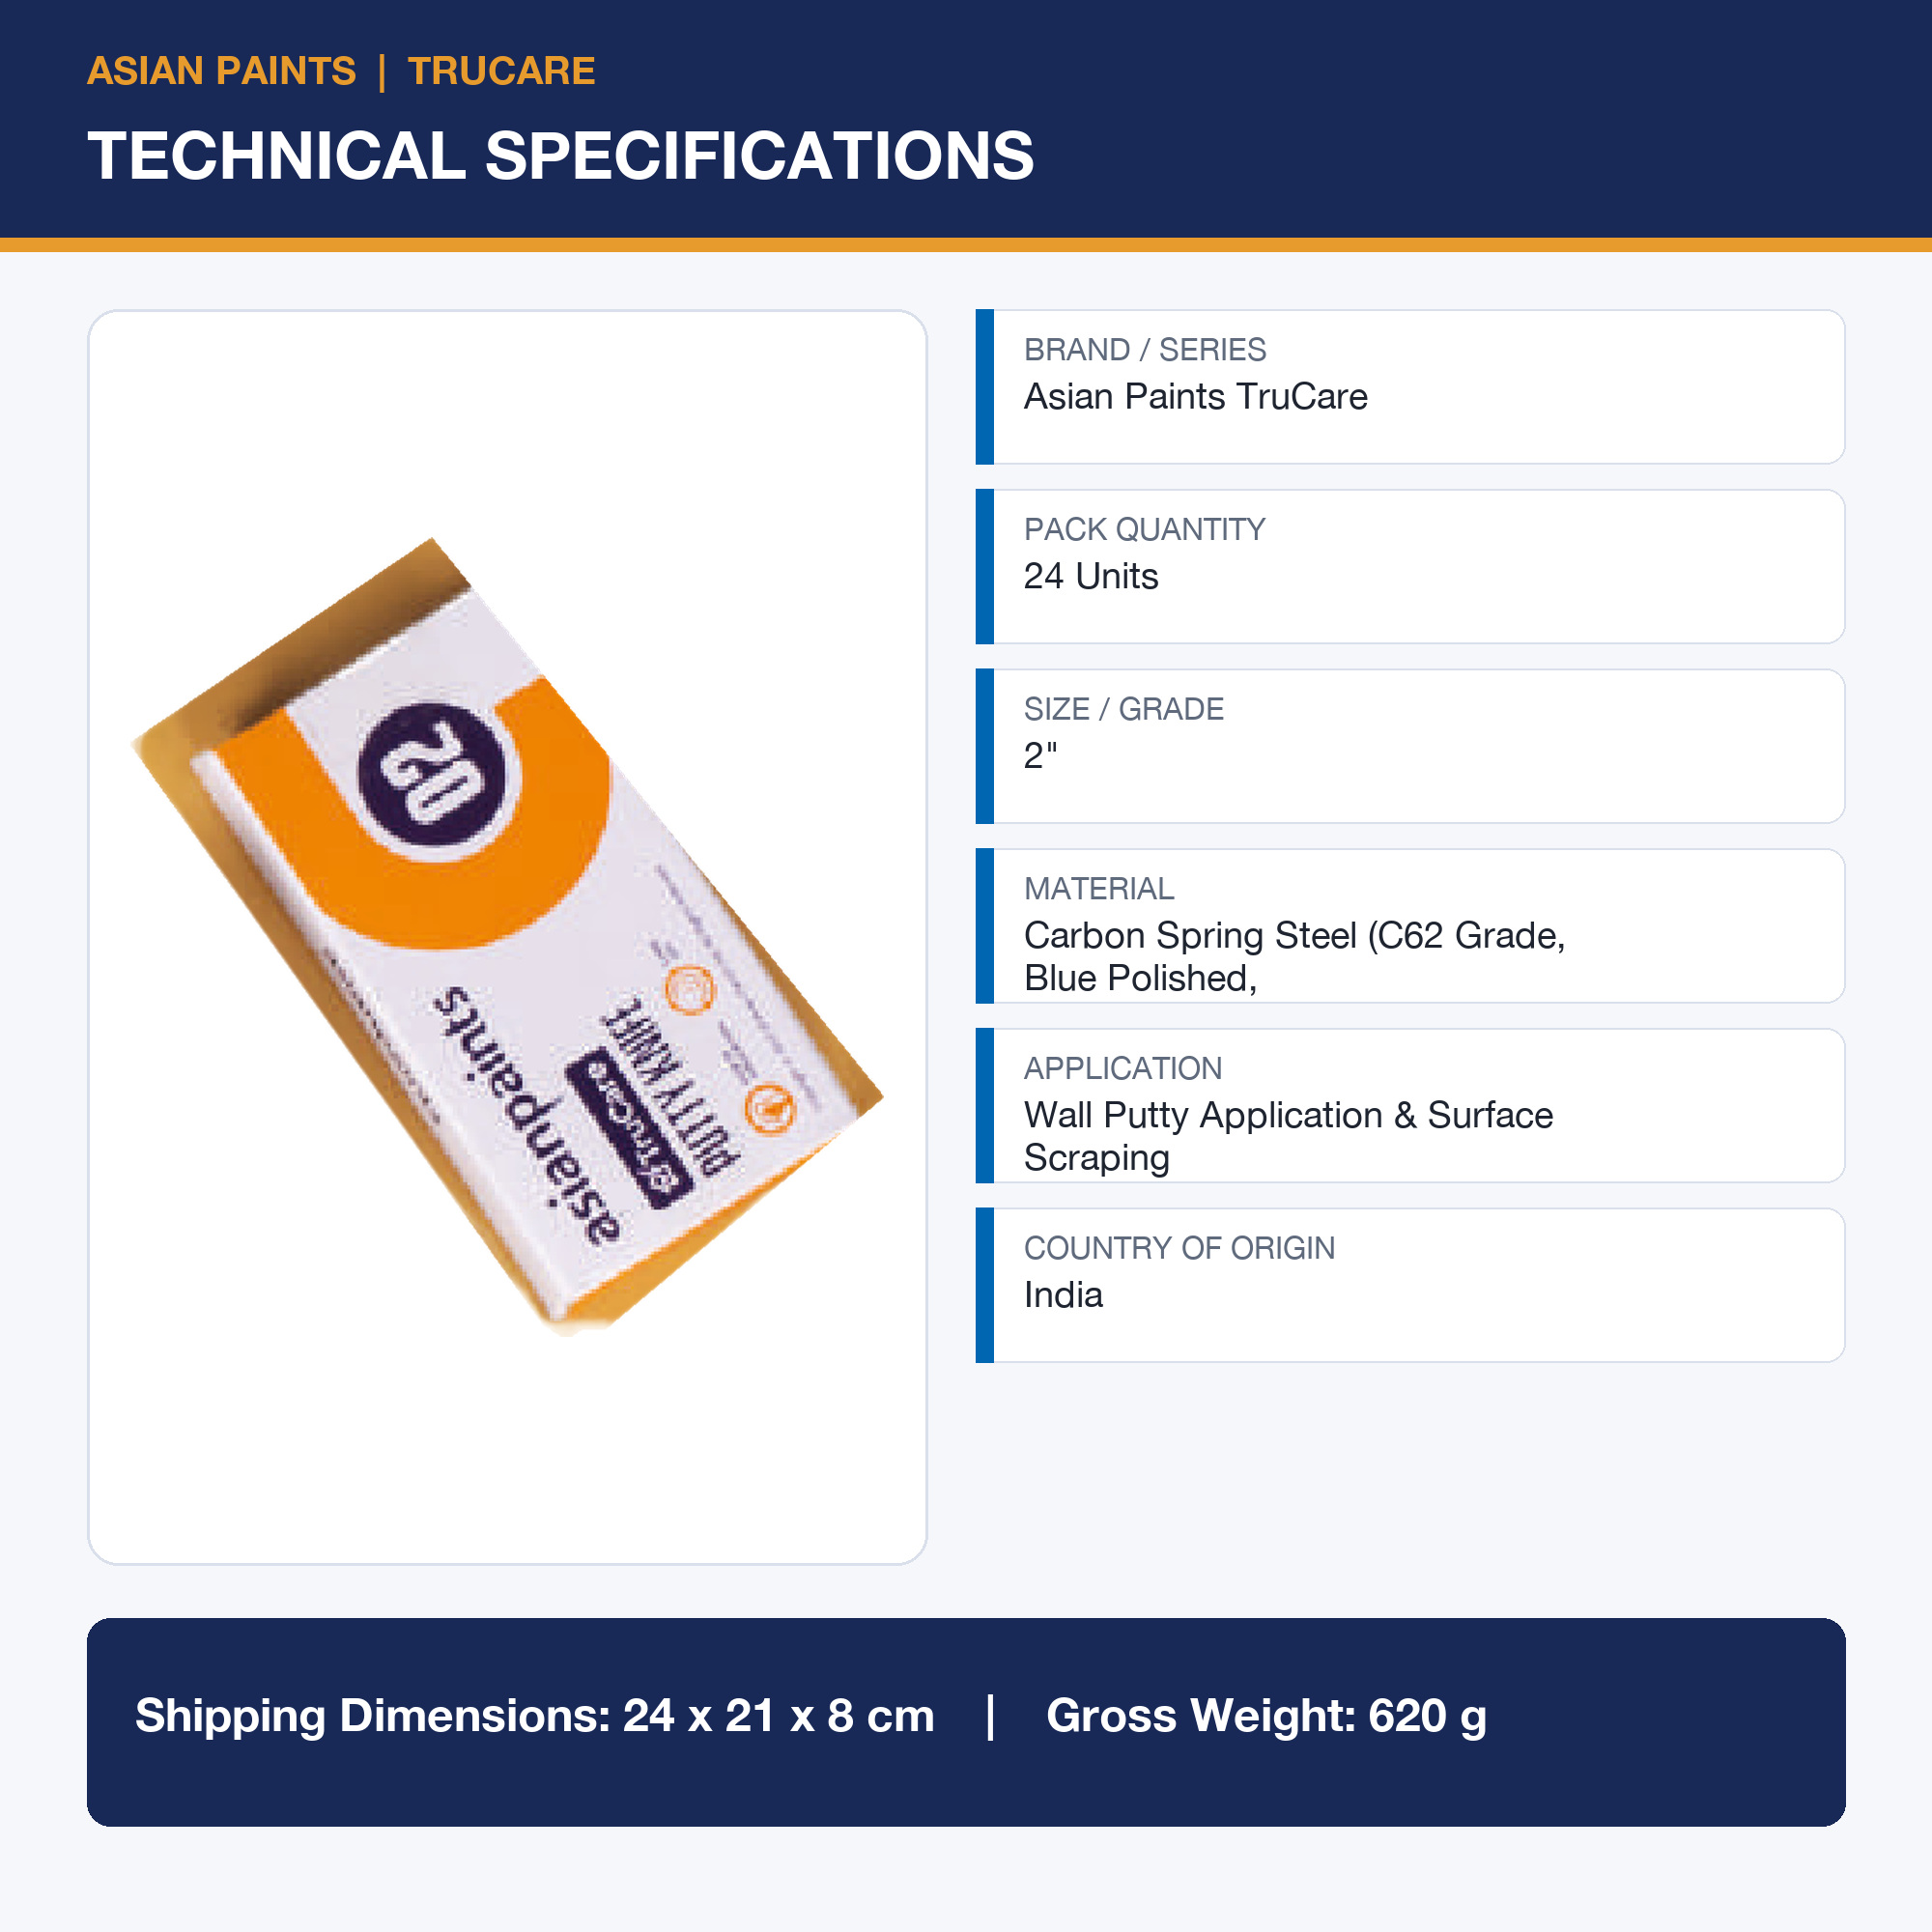 ASIAN PAINTS | TRUCARE
TECHNICAL SPECIFICATIONS
20
asianpaints
TruCare
PUTTY KNIFE
BRAND / SERIES
Asian Paints TruCare
PACK QUANTITY
24 Units
SIZE / GRADE
2"
MATERIAL
Carbon Spring Steel (C62 Grade,
Blue Polished,
APPLICATION
Wall Putty Application & Surface
Scraping
COUNTRY OF ORIGIN
India
Shipping Dimensions: 24 x 21 x 8 cm | Gross Weight: 620 g